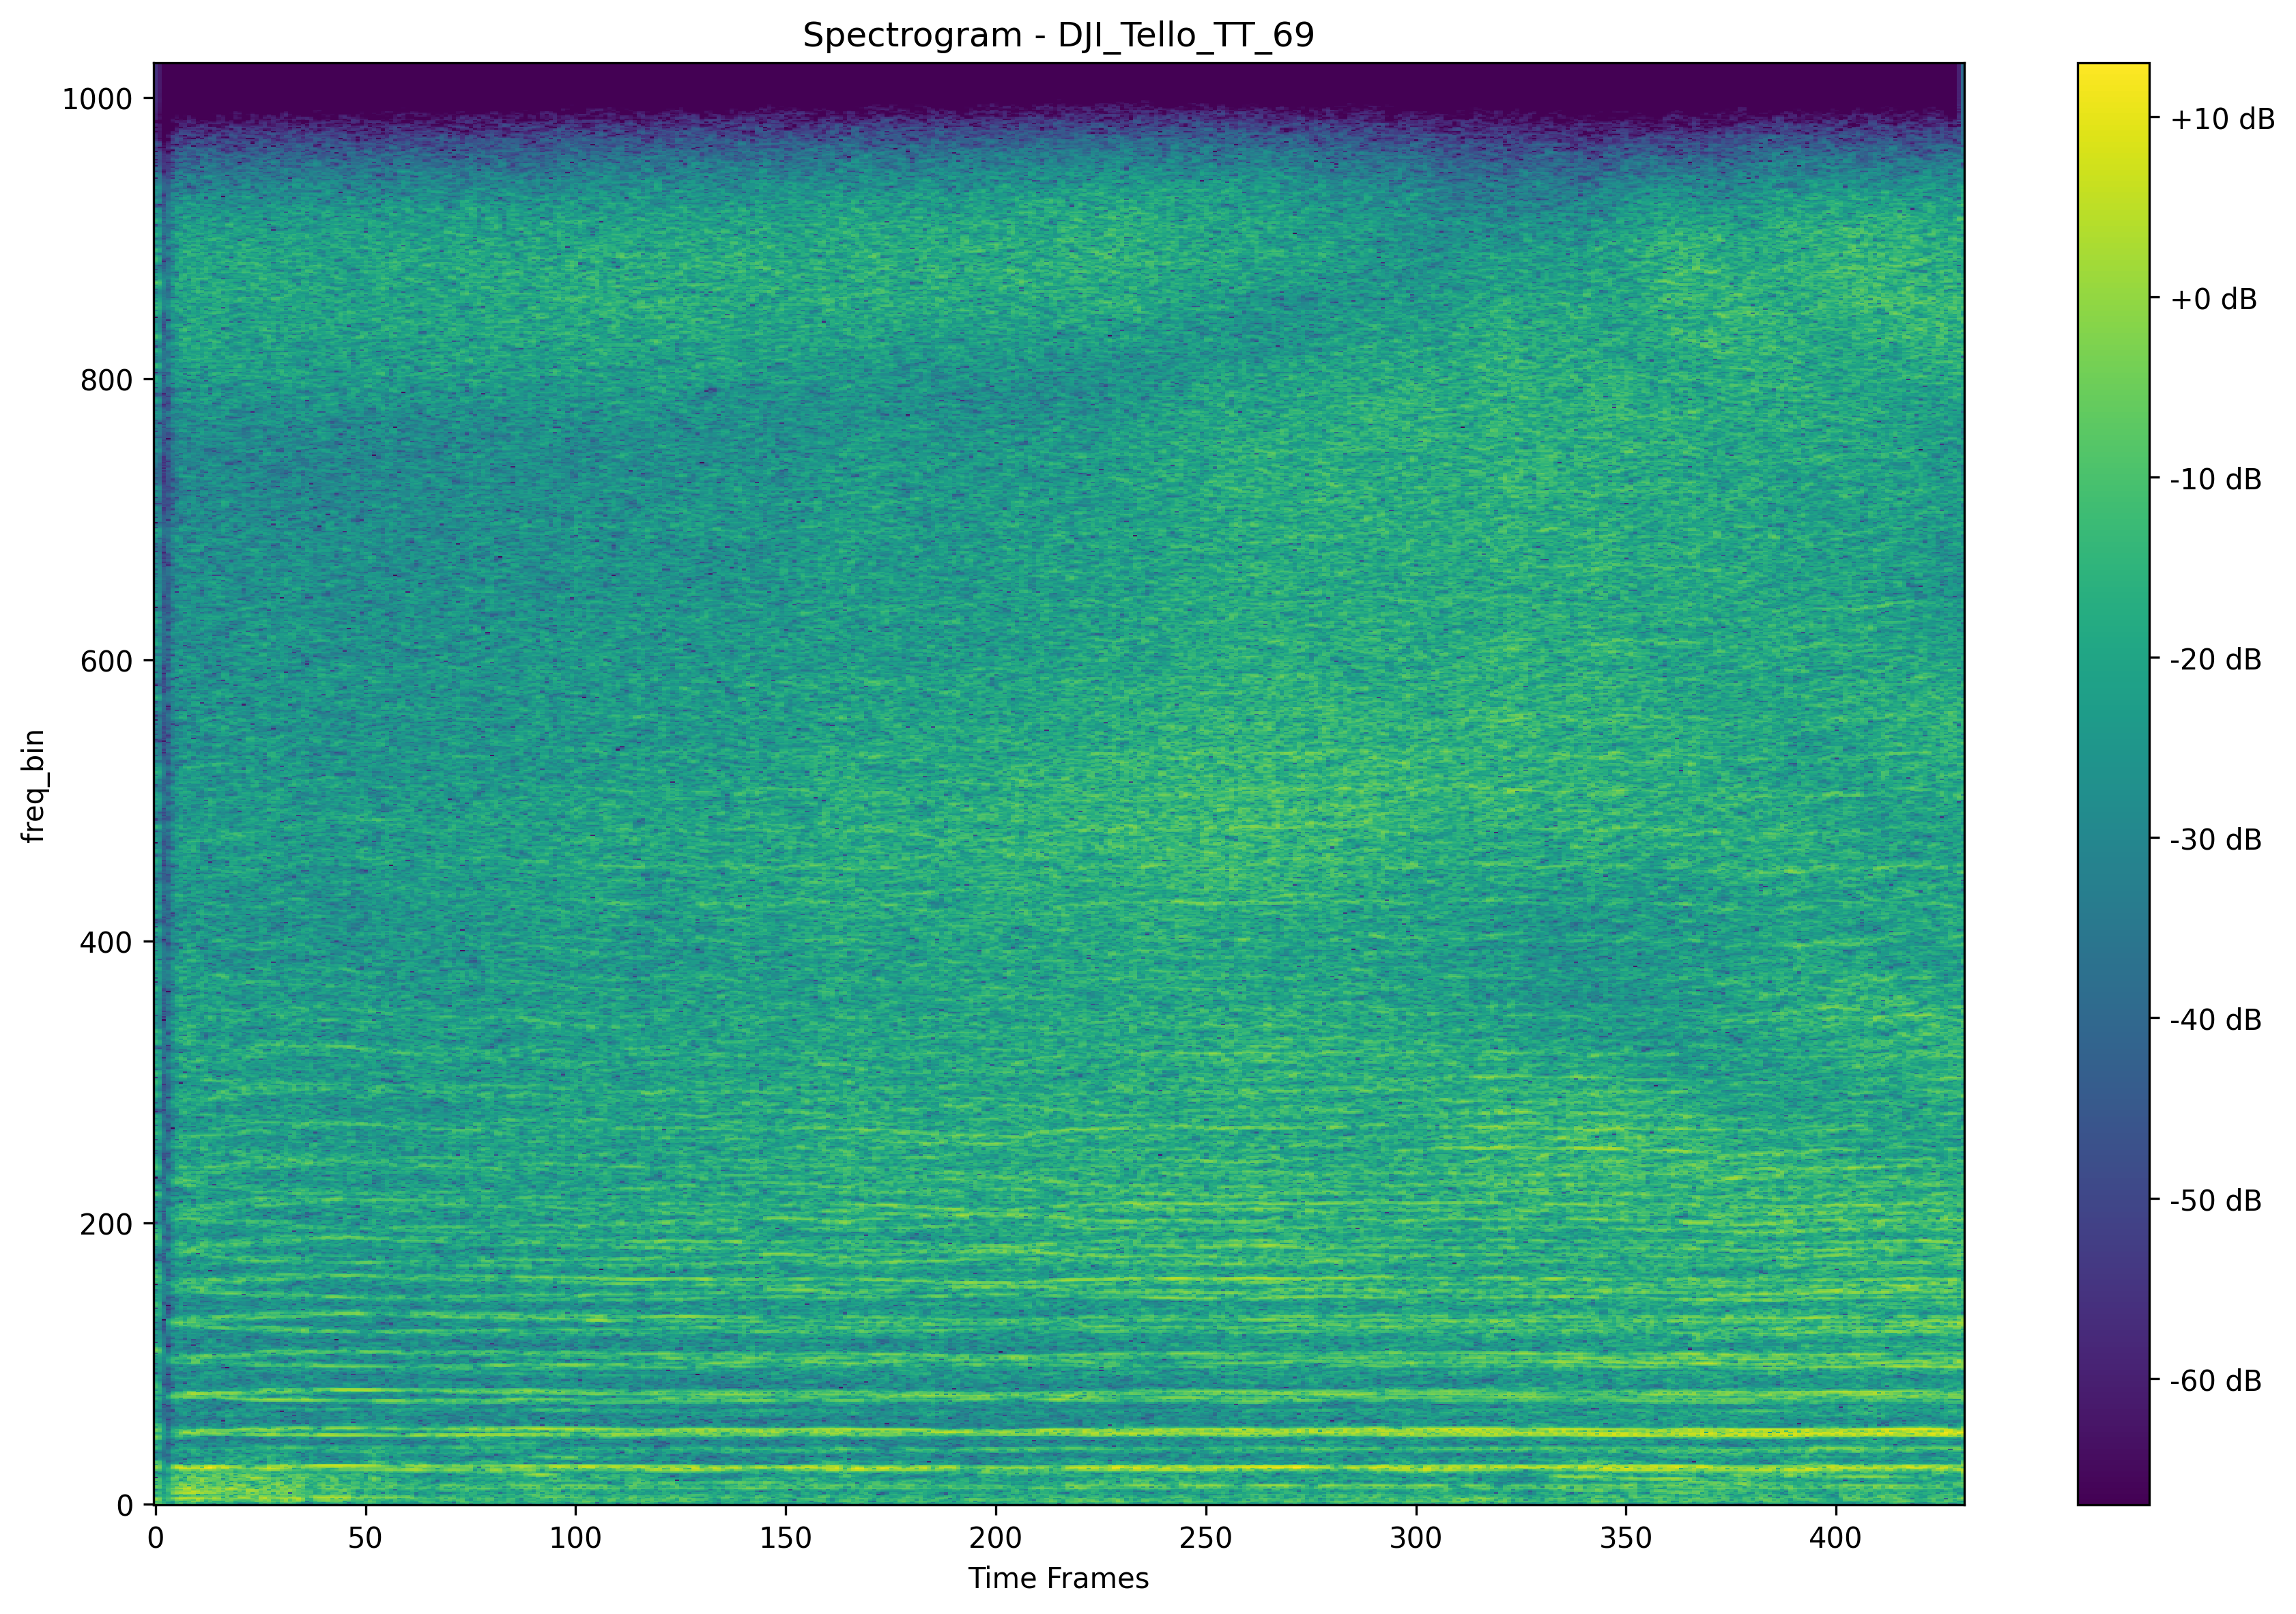 Spectrogram - DJI_Tello_TT_69
1000
800
600
400
200
0
freq_bin
0 50 100 150 200 250 300 350 400
Time Frames
+10 dB
+0 dB
-10 dB
-20 dB
-30 dB
-40 dB
-50 dB
-60 dB